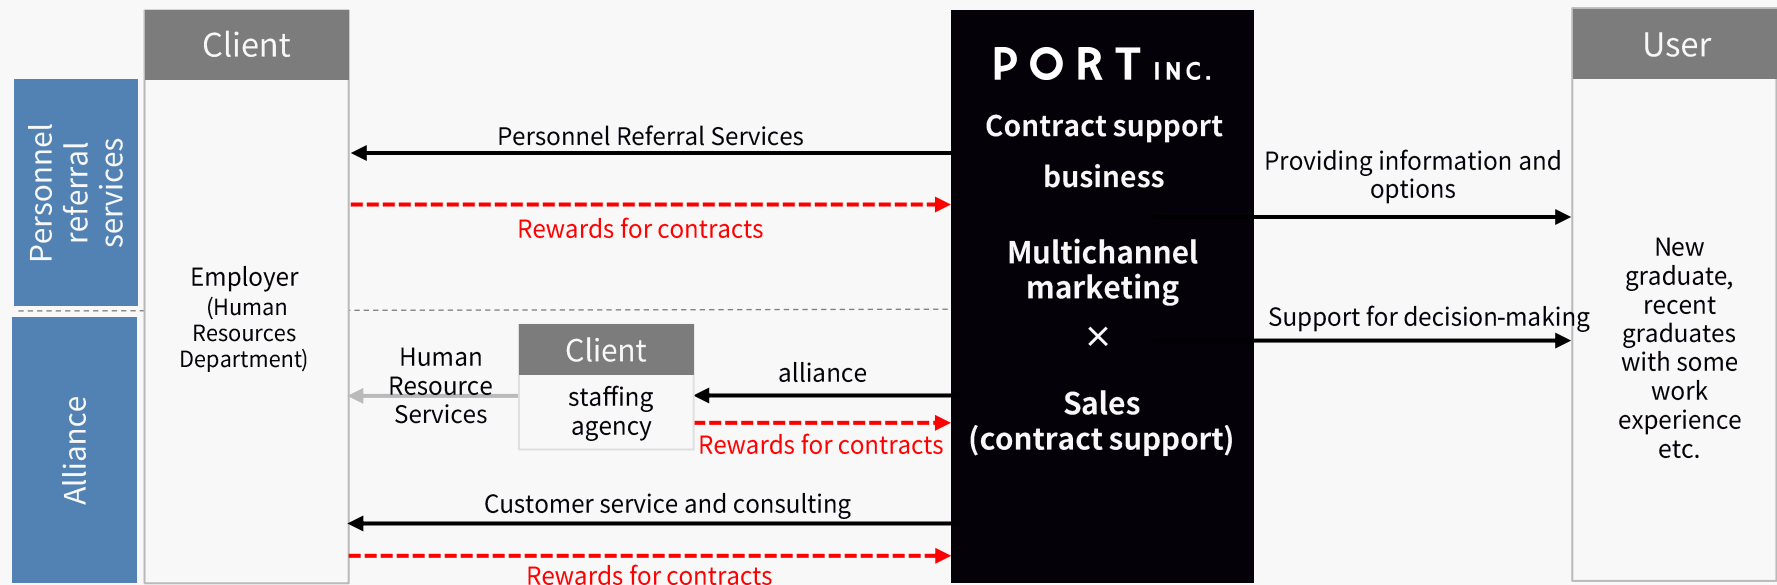 Client
PORT INC.
User
Personnel
referral
services
Personnel Referral Services
Rewards for contracts
Employer
(Human
Resources
Department)
Contract support
business
Multichannel
marketing
×
Sales
(contract support)
Providing information and
options
Support for decision-making
New
graduate,
recent
graduates
with some
work
experience
etc.
Alliance
Human
Resource
Services
Client
staffing
agency
alliance
Rewards for contracts
Customer service and consulting
Rewards for contracts